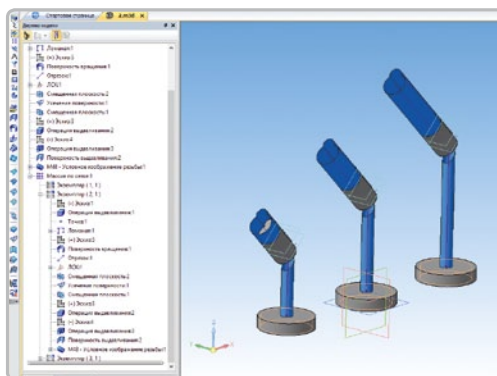 Стартовая страница
Дерево модели
Ломаная:1
(+) Эскиз:2
Поверхность вращения:1
Отрезок:1
ЛСК:1
Смещенная плоскость:2
Усечение поверхности:1
Смещенная плоскость:1
(+) Эскиз:3
Операция выдавливания:2
(+) Эскиз:4
Операция выдавливания:3
Поверхность выдавливания:2
М48 - Условное изображение резьбы:1
Массив по сетке:1
Экземпляр ( 1, 1 )
Экземпляр ( 2, 1 )
(+) Эскиз:1
Операция выдавливания:1
Точка:1
Ломаная:1
(+) Эскиз:2
Поверхность вращения:1
Отрезок:1
ЛСК:1
Смещенная плоскость:2
Усечение поверхности:1
Смещенная плоскость:1
(+) Эскиз:3
Операция выдавливания:2
Операция выдавливания:3
Поверхность выдавливания:2
М48 - Условное изображение резьбы:1
Экземпляр ( 3, 1 )